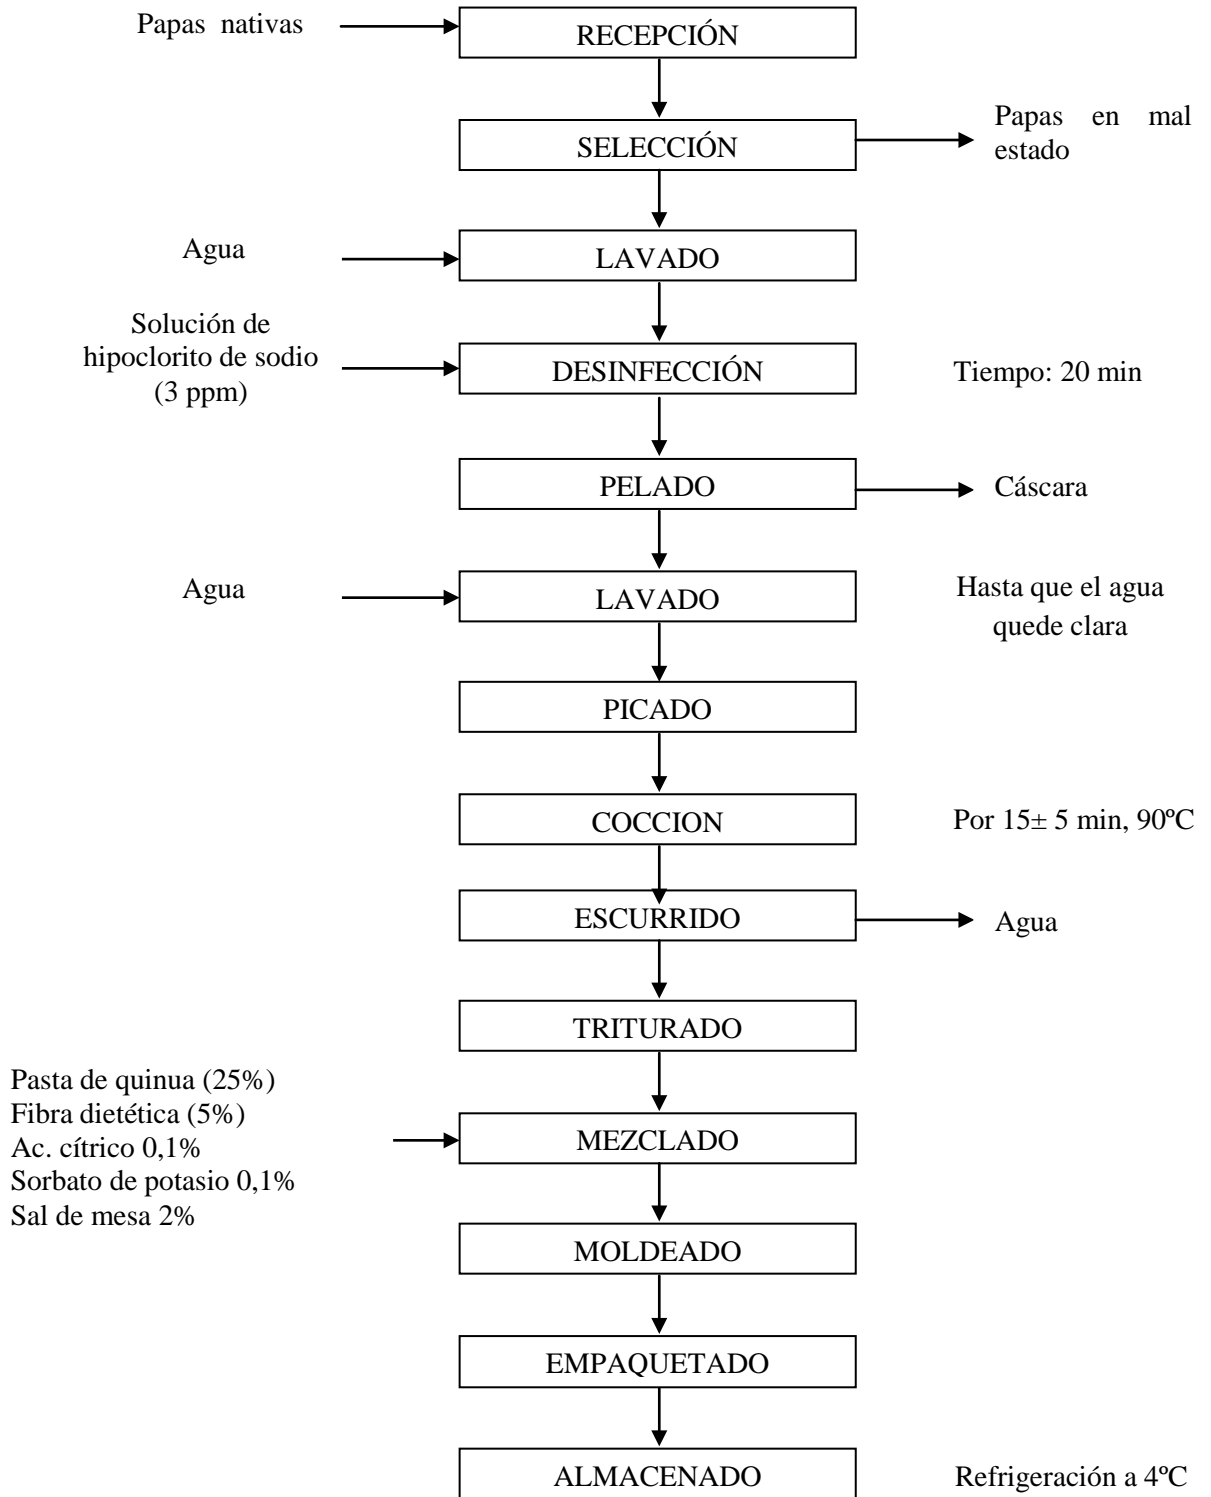 Papas nativas
RECEPCIÓN
SELECCIÓN
Papas en mal
estado
Agua
LAVADO
Solución de
hipoclorito de sodio
(3 ppm)
DESINFECCIÓN
Tiempo: 20 min
PELADO
Cáscara
Agua
LAVADO
Hasta que el agua
quede clara
PICADO
COCCION
Por 15± 5 min, 90ºC
ESCURRIDO
Agua
TRITURADO
Pasta de quinua (25%)
Fibra dietética (5%)
Ac. cítrico 0,1%
Sorbato de potasio 0,1%
Sal de mesa 2%
MEZCLADO
MOLDEADO
EMPAQUETADO
ALMACENADO
Refrigeración a 4ºC